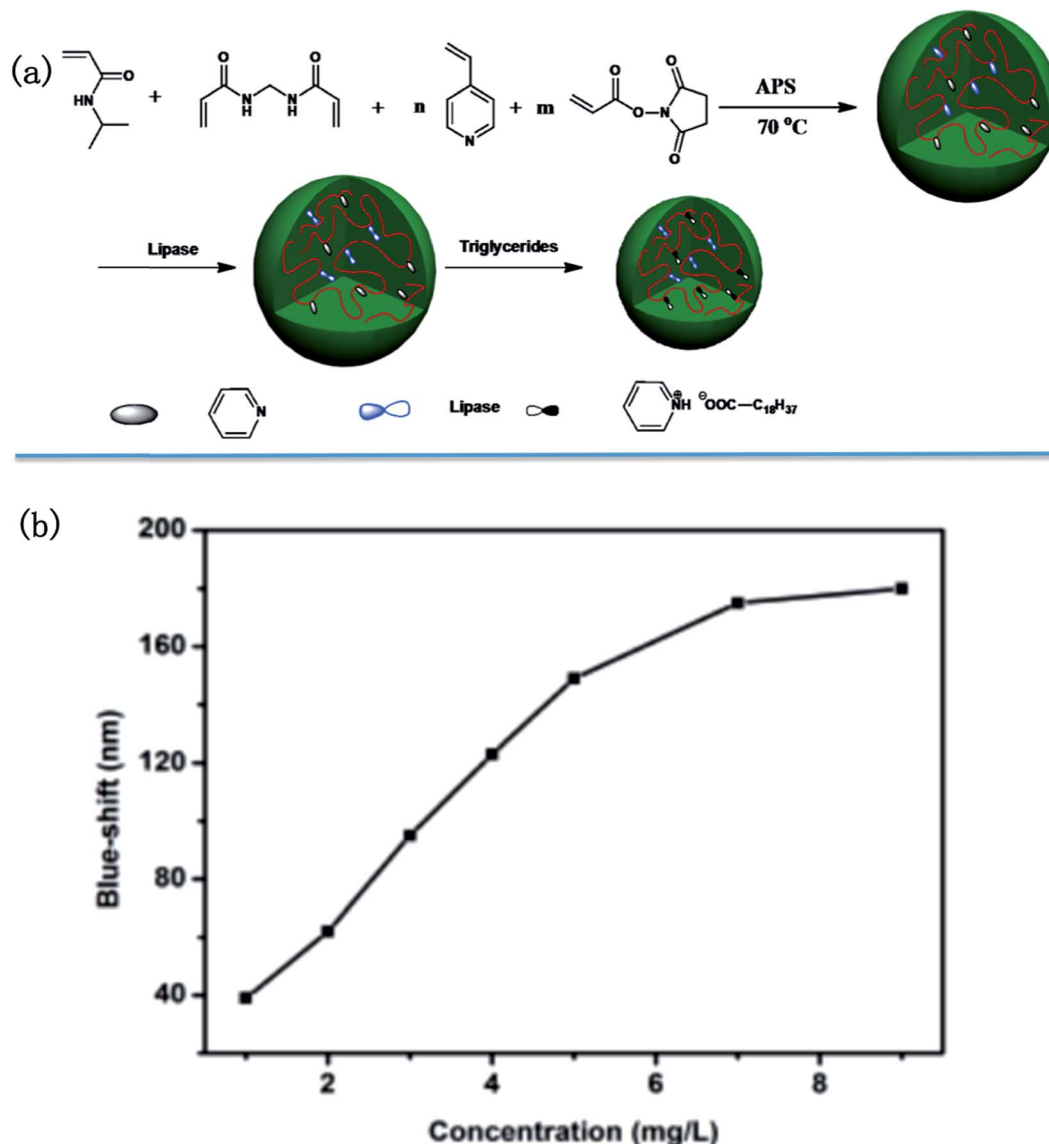 (a)
O
NH
+
O
N
H
N
H
O
+
n
N
+
m
O
O
N
O
O
APS
70 °C
Lipase
Triglycerides
N
Lipase
⊕
NH
⊖
OOC—C₁₈H₃₇
(b)
Blue-shift (nm)
200
160
120
80
40
2 4 6 8
Concentration (mg/L)